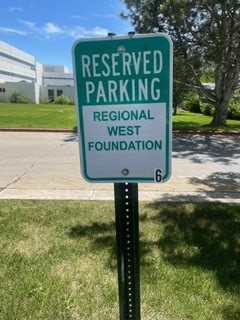 RESERVED
PARKING
REGIONAL
WEST
FOUNDATION
6